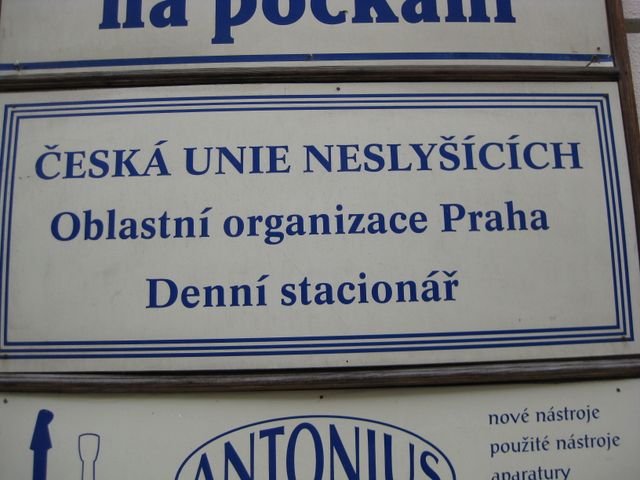 na počkání
ČESKÁ UNIE NESLYŠÍCÍCH
Oblastní organizace Praha
Denní stacionář
ANTONIUS
nové nástroje
použité nástroje
aparatury